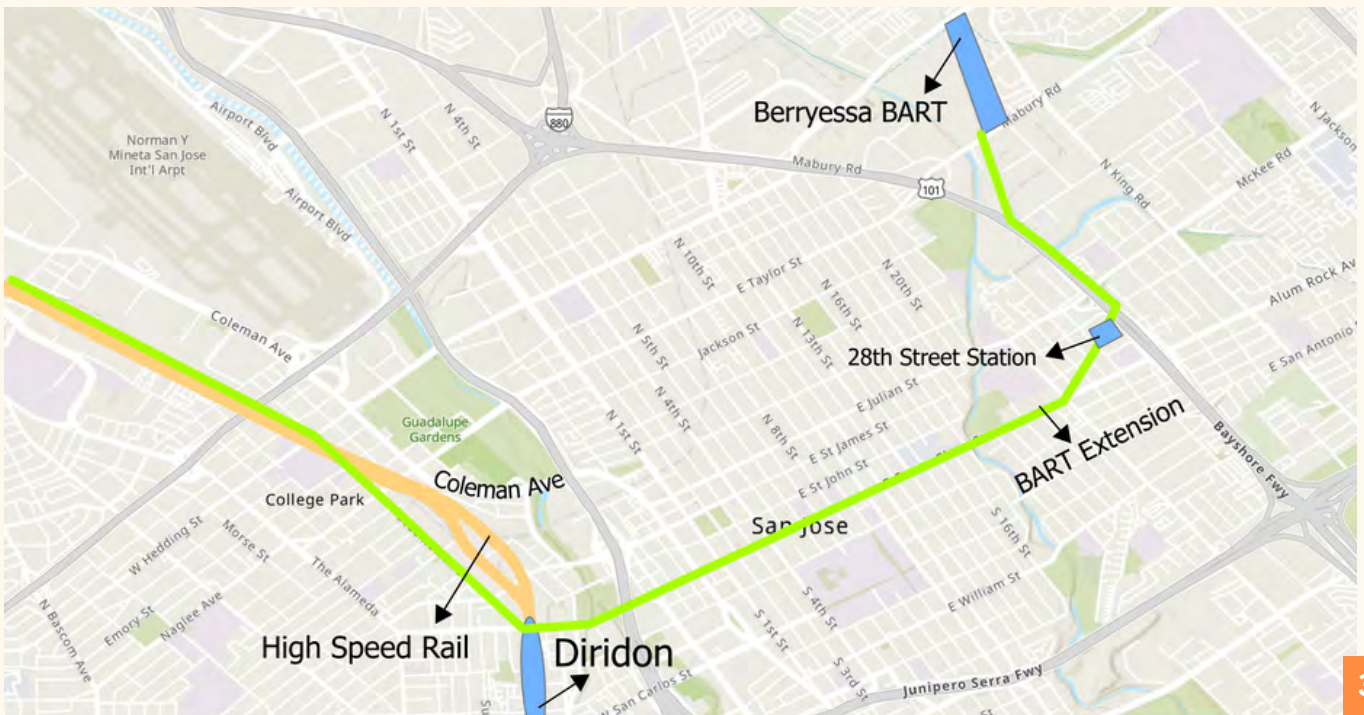 Berryessa BART
Mabury Rd
N Jackson
Airport Blvd
N 1st St
N 4th St
880
Norman Y
Mineta San Jose
Int'l Arpt
Mabury Rd
101
N King Rd
McKee Rd
Airport Blvd
N 10th St
E Taylor St
N 20th St
N 16th St
Alum Rock Av
Coleman Ave
N 5th St
Jackson St
N 13th St
28th Street Station
E San Antonio
E Julian St
N 4th St
N 8th St
N 1st St
Guadalupe
Gardens
E St James St
E St John St
BART Extension
Bayshore Fwy
Coleman Ave
College Park
San Jose
S 16th St
W Hedding St
Morse St
The Alameda
E William St
N Bascom Ave
Emory St
Naglee Ave
S 4th St
S 1st St
High Speed Rail
Diridon
S 3rd St
W San Carlos St
Junipero Serra Fwy